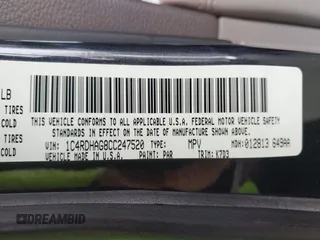 LB
TIRES
COLD
THIS VEHICLE CONFORMS TO ALL APPLICABLE U.S.A. FEDERAL MOTOR VEHICLE SAFETY
TIRES STANDARDS IN EFFECT ON THE DATE OF MANUFACTURE SHOWN ABOVE.
COLD VIN: 1C4RDHAG8CC247520 TYPE: MPV MDH: 012813 849AA
VEHICLE MADE IN U.S.A. PAINT: PAR TRIM: K7D3
DREAMBID